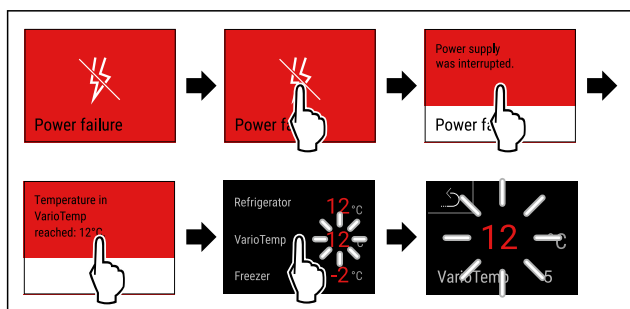 Power failure
Power fa
Power supply
was interrupted.
Power fa
Temperature in
VarioTemp
reached: 12°C
Refrigerator 12°C
VarioTemp 12°C
Freezer -2°C
12 °C
VarioTemp 5